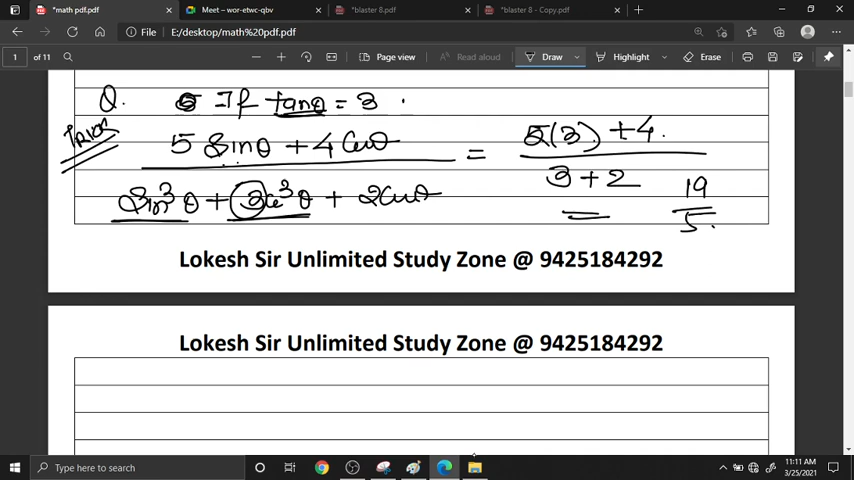 *math pdf.pdf
Meet – wor-etwc-qbv
*blaster 8.pdf
*blaster 8 - Copy.pdf
File
E:/desktop/math%20pdf.pdf
1 of 11
Page view
Read aloud
Draw
Highlight
Erase
Q. If tanθ = 3
Trick
5 Sinθ + 4 Cosθ = 5(3) + 4
Sin³θ + 3cos³θ + 2Cosθ 3 + 2 19
5.
Lokesh Sir Unlimited Study Zone @ 9425184292
Lokesh Sir Unlimited Study Zone @ 9425184292
Type here to search
11:11 AM
3/25/2021